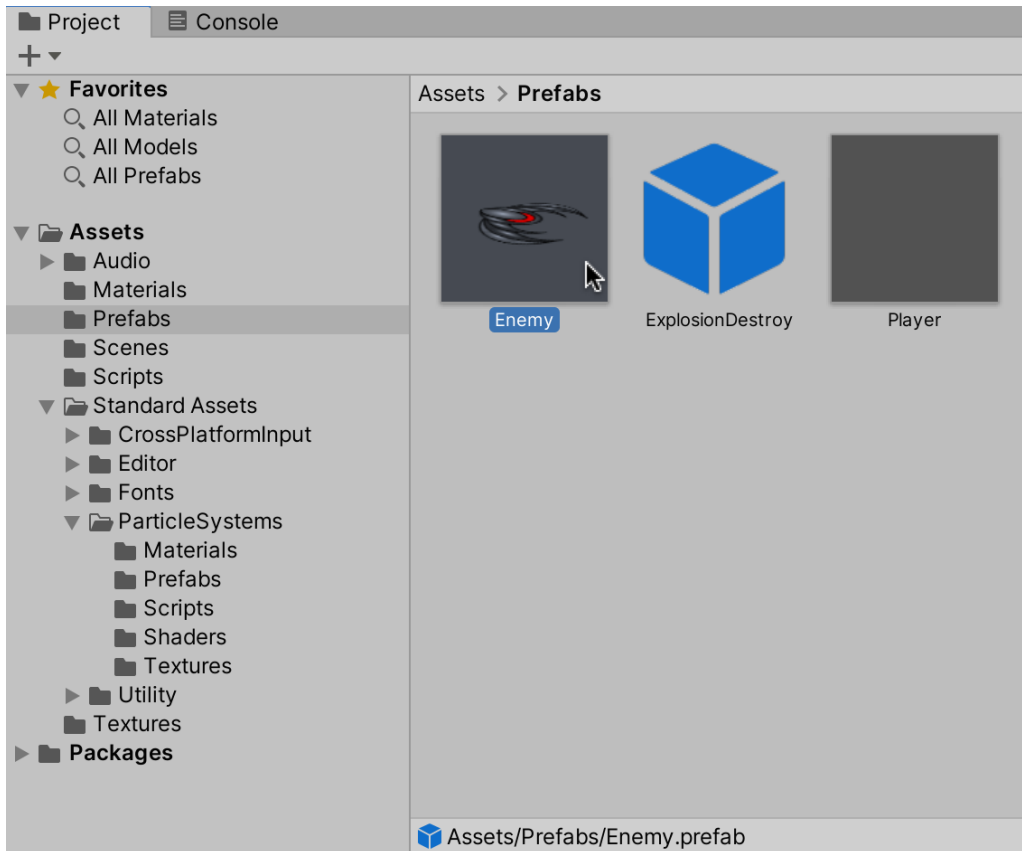 Project Console
Favorites
All Materials
All Models
All Prefabs
Assets
Audio
Materials
Prefabs
Scenes
Scripts
Standard Assets
CrossPlatformInput
Editor
Fonts
ParticleSystems
Materials
Prefabs
Scripts
Shaders
Textures
Utility
Textures
Packages
Assets > Prefabs
Enemy ExplosionDestroy Player
Assets/Prefabs/Enemy.prefab